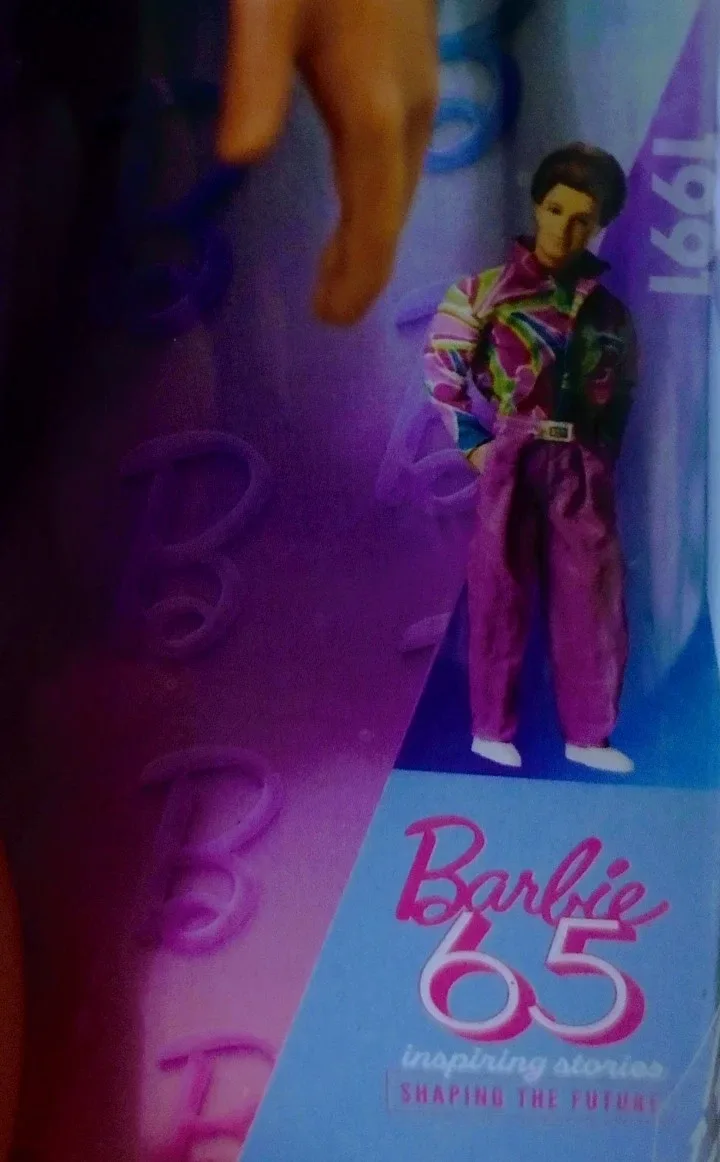 1991
B
B
B
B
B
B
B
Barbie
65
inspiring stories
SHAPING THE FUTURE